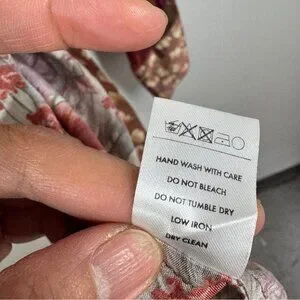 HAND WASH WITH CARE
DO NOT BLEACH
DO NOT TUMBLE DRY
LOW IRON
DRY CLEAN